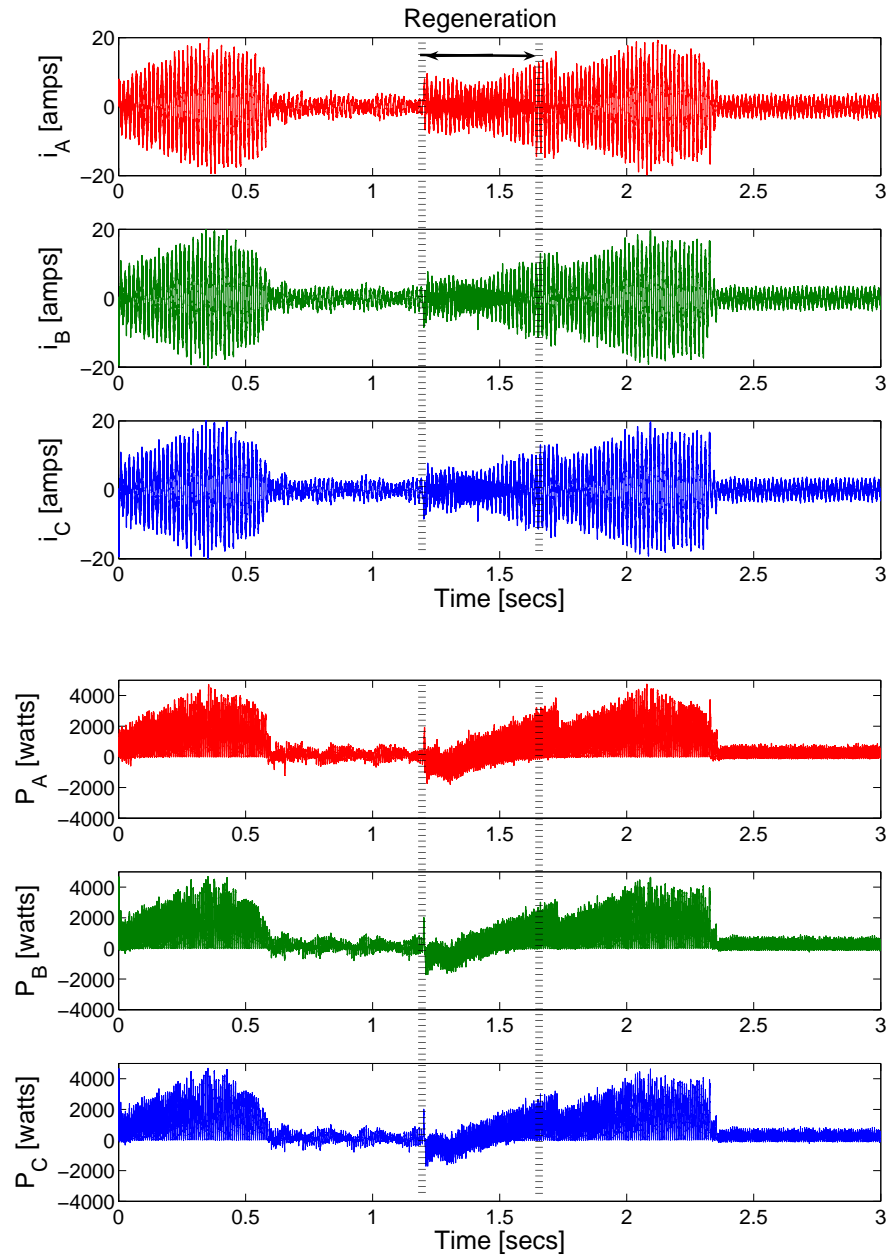 Regeneration
20
0
−20
i_A [amps]
0 0.5 1 1.5 2 2.5 3
20
0
−20
i_B [amps]
0 0.5 1 1.5 2 2.5 3
20
0
−20
i_C [amps]
0 0.5 1 1.5 2 2.5 3
Time [secs]
4000
2000
0
−2000
−4000
P_A [watts]
0 0.5 1 1.5 2 2.5 3
4000
2000
0
−2000
−4000
P_B [watts]
0 0.5 1 1.5 2 2.5 3
4000
2000
0
−2000
−4000
P_C [watts]
0 0.5 1 1.5 2 2.5 3
Time [secs]